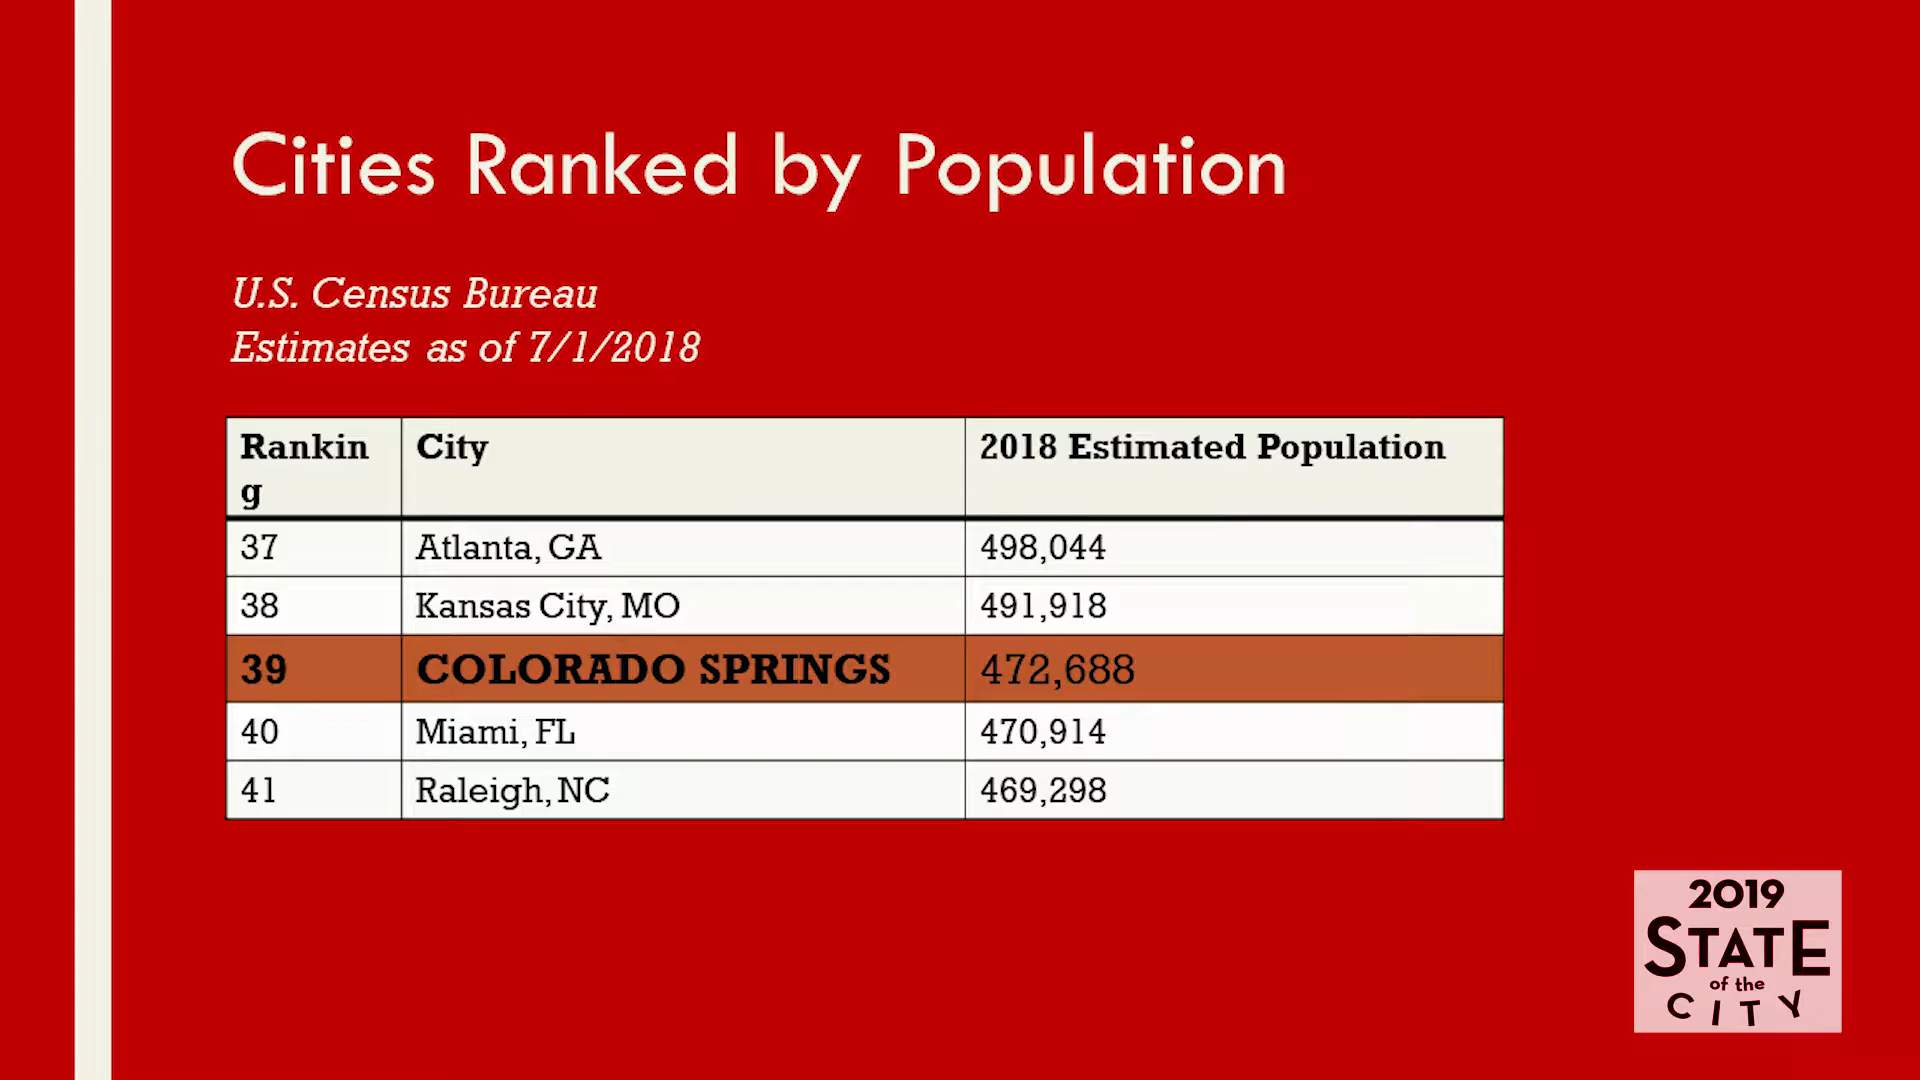 Cities Ranked by Population
U.S. Census Bureau
Estimates as of 7/1/2018
Rankin
g
City
2018 Estimated Population
37 Atlanta, GA 498,044
38 Kansas City, MO 491,918
39 COLORADO SPRINGS 472,688
40 Miami, FL 470,914
41 Raleigh, NC 469,298
2019
STATE
of the
CITY